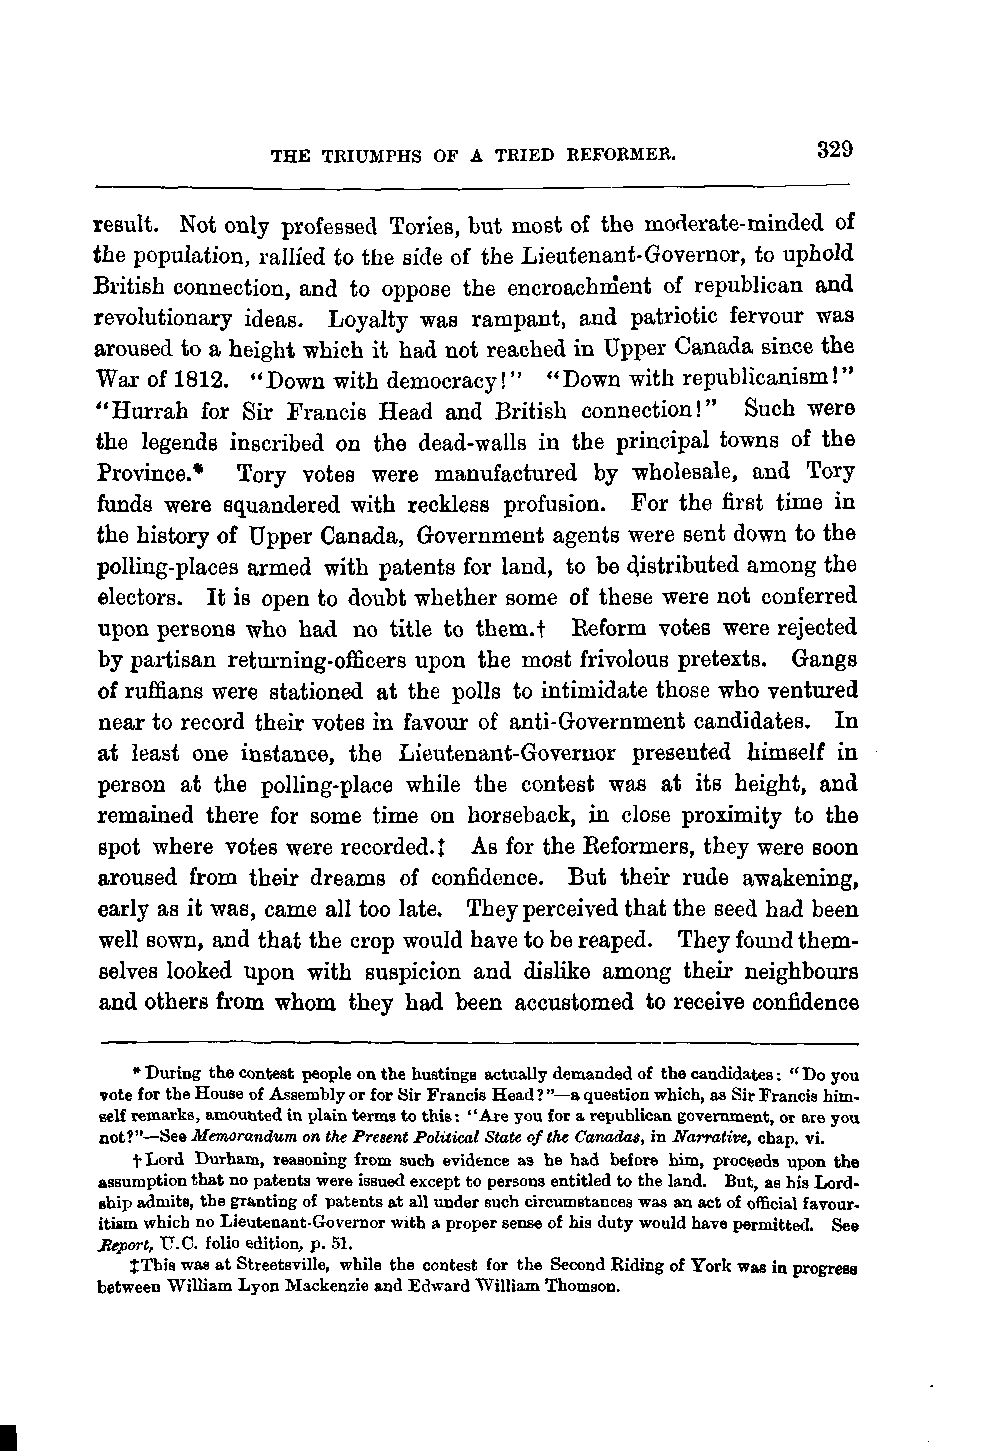 THE TRIUMPHS OF A TRIED REFORMER. 329
result. Not only professed Tories, but most of the moderate-minded of
the population, rallied to the side of the Lieutenant-Governor, to uphold
British connection, and to oppose the encroachment of republican and
revolutionary ideas. Loyalty was rampant, and patriotic fervour was
aroused to a height which it had not reached in Upper Canada since the
War of 1812. "Down with democracy!" "Down with republicanism!"
"Hurrah for Sir Francis Head and British connection!" Such were
the legends inscribed on the dead-walls in the principal towns of the
Province.* Tory votes were manufactured by wholesale, and Tory
funds were squandered with reckless profusion. For the first time in
the history of Upper Canada, Government agents were sent down to the
polling-places armed with patents for land, to be distributed among the
electors. It is open to doubt whether some of these were not conferred
upon persons who had no title to them.† Reform votes were rejected
by partisan returning-officers upon the most frivolous pretexts. Gangs
of ruffians were stationed at the polls to intimidate those who ventured
near to record their votes in favour of anti-Government candidates. In
at least one instance, the Lieutenant-Governor presented himself in
person at the polling-place while the contest was at its height, and
remained there for some time on horseback, in close proximity to the
spot where votes were recorded.‡ As for the Reformers, they were soon
aroused from their dreams of confidence. But their rude awakening,
early as it was, came all too late. They perceived that the seed had been
well sown, and that the crop would have to be reaped. They found them-
selves looked upon with suspicion and dislike among their neighbours
and others from whom they had been accustomed to receive confidence
* During the contest people on the hustings actually demanded of the candidates: "Do you
vote for the House of Assembly or for Sir Francis Head?"—a question which, as Sir Francis him-
self remarks, amounted in plain terms to this: "Are you for a republican government, or are you
not?"—See Memorandum on the Present Political State of the Canadas, in Narrative, chap. vi.
† Lord Durham, reasoning from such evidence as he had before him, proceeds upon the
assumption that no patents were issued except to persons entitled to the land. But, as his Lord-
ship admits, the granting of patents at all under such circumstances was an act of official favour-
itism which no Lieutenant-Governor with a proper sense of his duty would have permitted. See
Report, U.C. folio edition, p. 51.
‡This was at Streetsville, while the contest for the Second Riding of York was in progress
between William Lyon Mackenzie and Edward William Thomson.